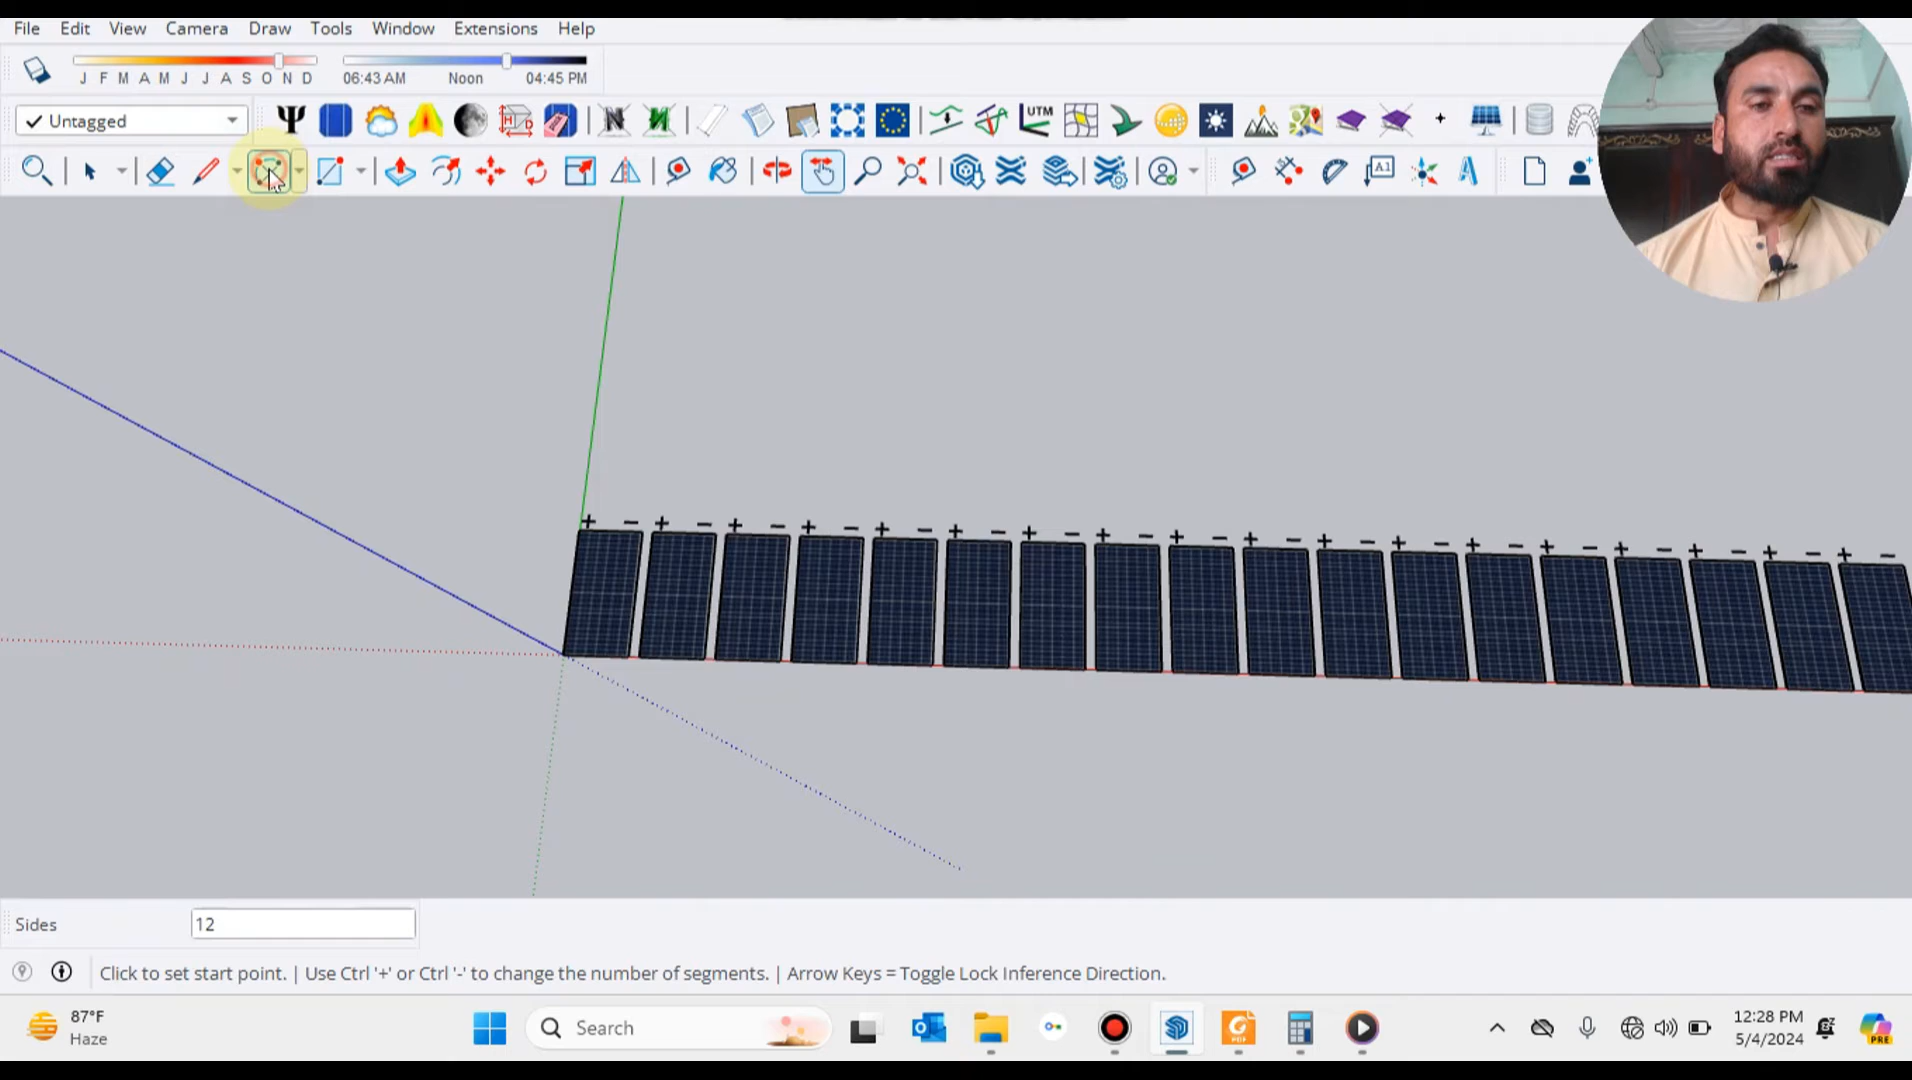 File Edit View Camera Draw Tools Window Extensions Help
J F M A M J J A S O N D 06:43 AM Noon 04:45 PM
Untagged
UTM
A1
+ − + − + − + − + − + − + − + − + − + − + − + − + − + − + − + − + − + −
Sides 12
Click to set start point. | Use Ctrl '+' or Ctrl '-' to change the number of segments. | Arrow Keys = Toggle Lock Inference Direction.
87°F
Haze
Search
12:28 PM
5/4/2024
PRE